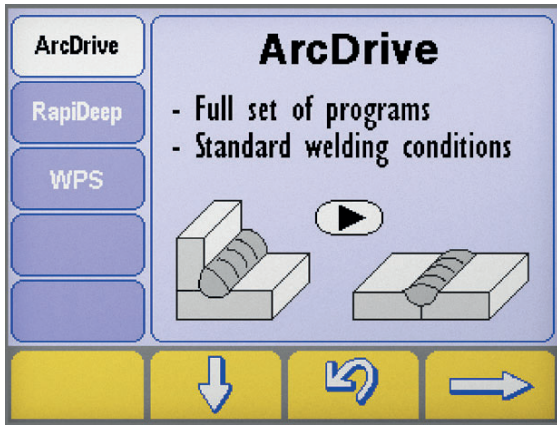 ArcDrive
RapiDeep
WPS
ArcDrive
- Full set of programs
- Standard welding conditions